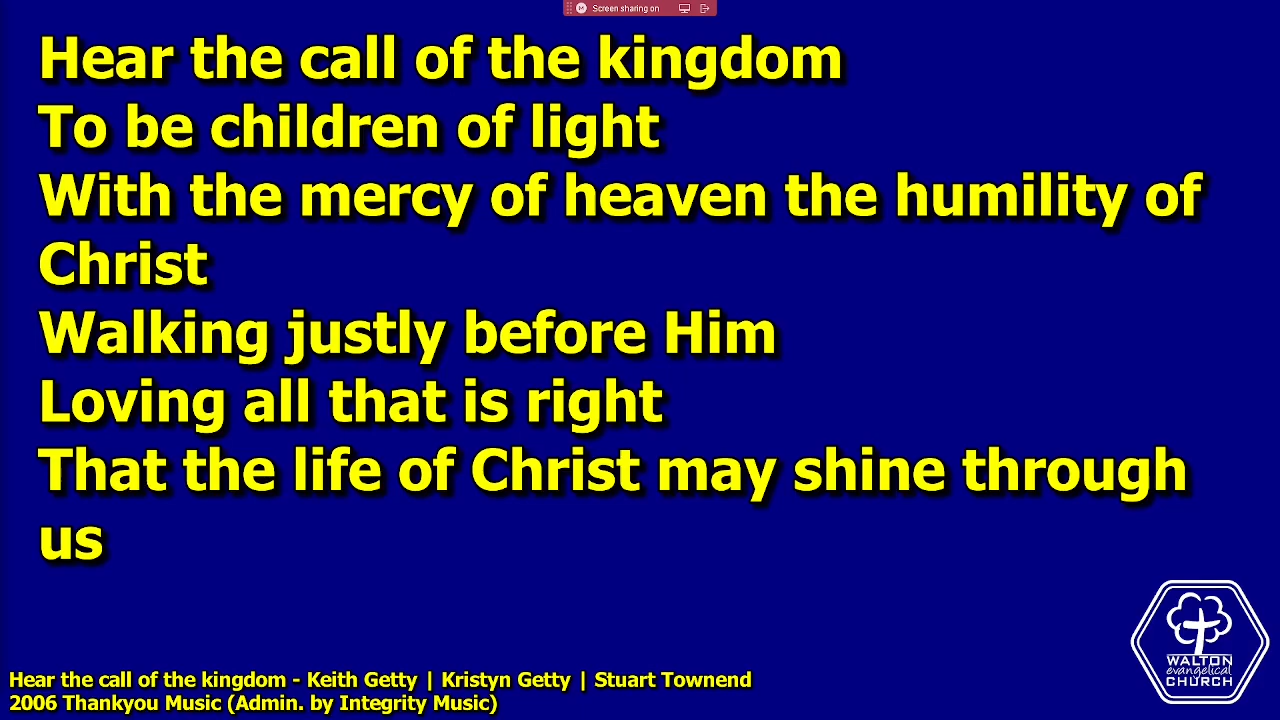 Screen sharing on
Hear the call of the kingdom
To be children of light
With the mercy of heaven the humility of
Christ
Walking justly before Him
Loving all that is right
That the life of Christ may shine through
us
WALTON
evangelical
CHURCH
Hear the call of the kingdom - Keith Getty | Kristyn Getty | Stuart Townend
2006 Thankyou Music (Admin. by Integrity Music)